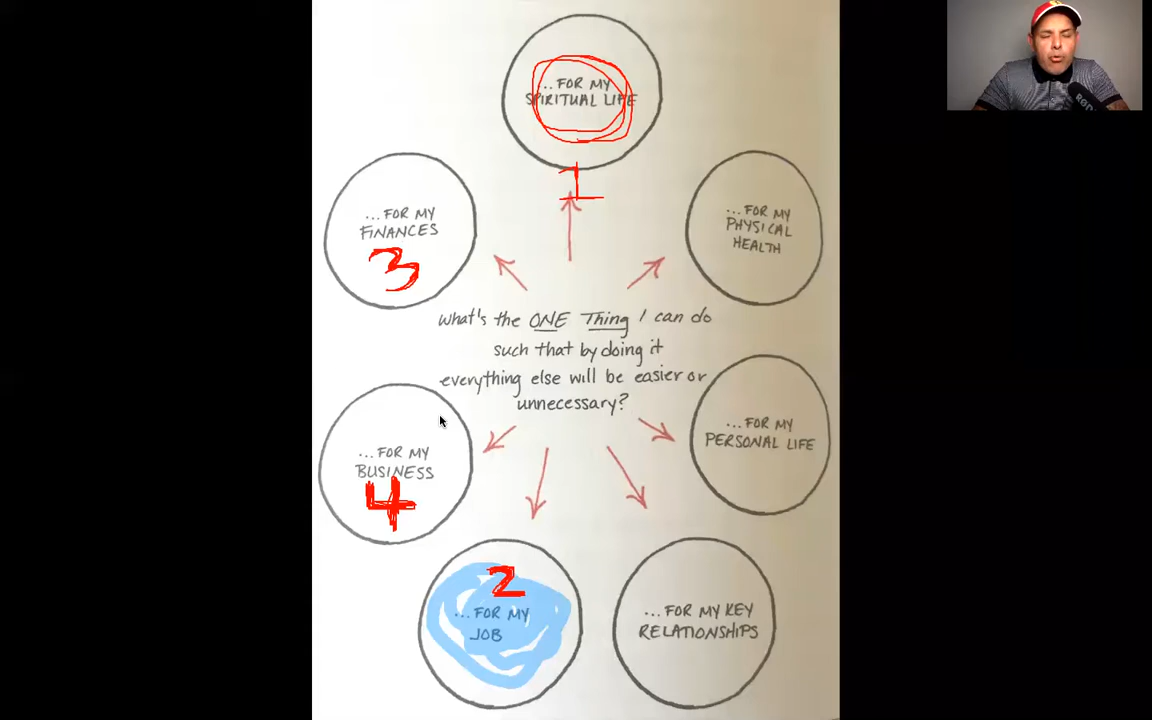 ...FOR MY
SPIRITUAL LIFE
1
...FOR MY
FINANCES
3
...FOR MY
PHYSICAL
HEALTH
What's the ONE Thing I can do
such that by doing it
everything else will be easier or
unnecessary?
...FOR MY
BUSINESS
4
...FOR MY
PERSONAL LIFE
2
...FOR MY
JOB
...FOR MY KEY
RELATIONSHIPS
RØDE